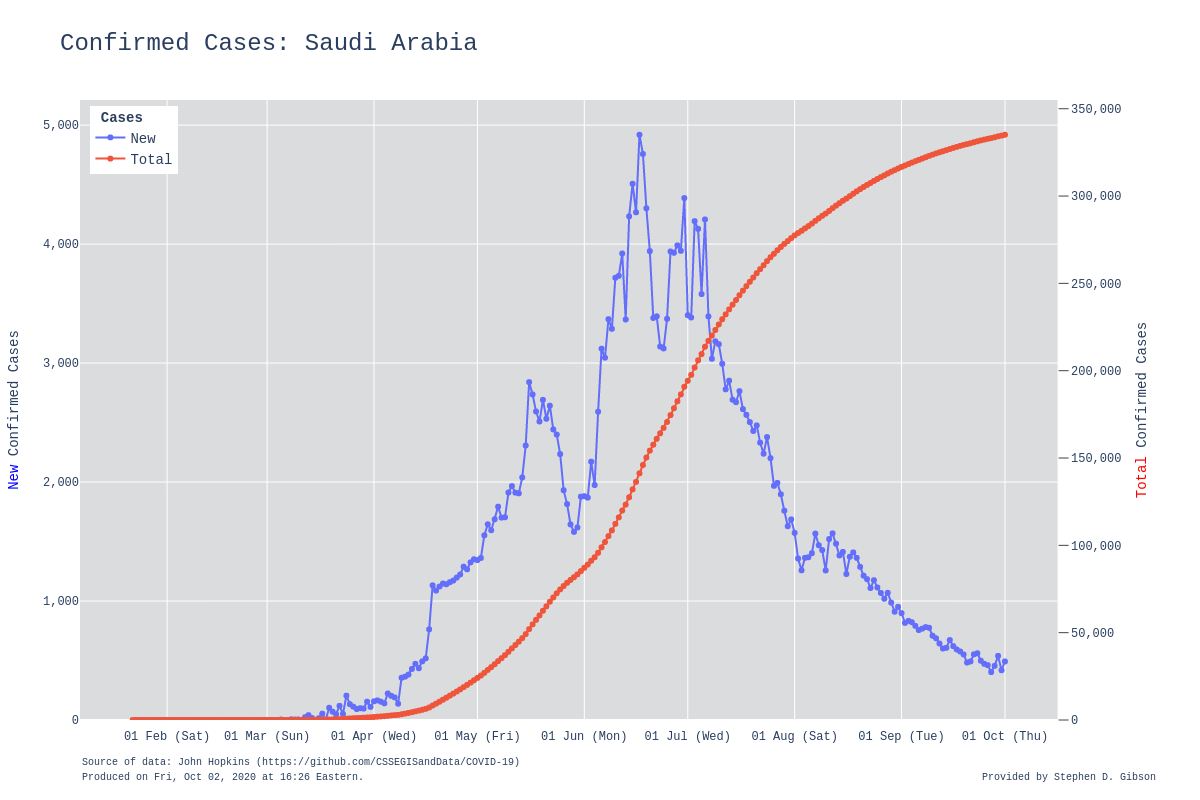 Confirmed Cases: Saudi Arabia
Cases
New
Total
5,000
4,000
3,000
2,000
1,000
0
New Confirmed Cases
350,000
300,000
250,000
200,000
150,000
100,000
50,000
0
Total Confirmed Cases
01 Feb (Sat) 01 Mar (Sun) 01 Apr (Wed) 01 May (Fri) 01 Jun (Mon) 01 Jul (Wed) 01 Aug (Sat) 01 Sep (Tue) 01 Oct (Thu)
Source of data: John Hopkins (https://github.com/CSSEGISandData/COVID-19)
Produced on Fri, Oct 02, 2020 at 16:26 Eastern.
Provided by Stephen D. Gibson